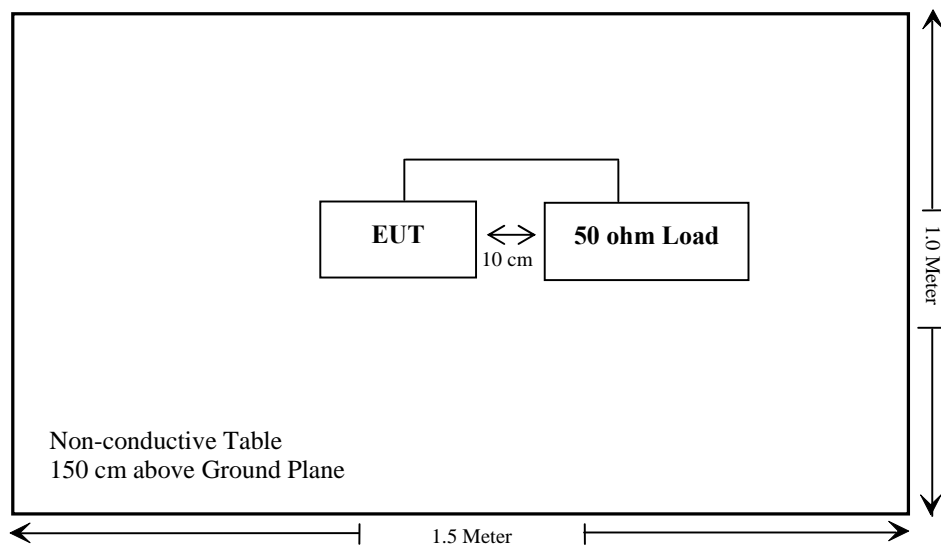 EUT
50 ohm Load
10 cm
1.0 Meter
Non-conductive Table
150 cm above Ground Plane
1.5 Meter